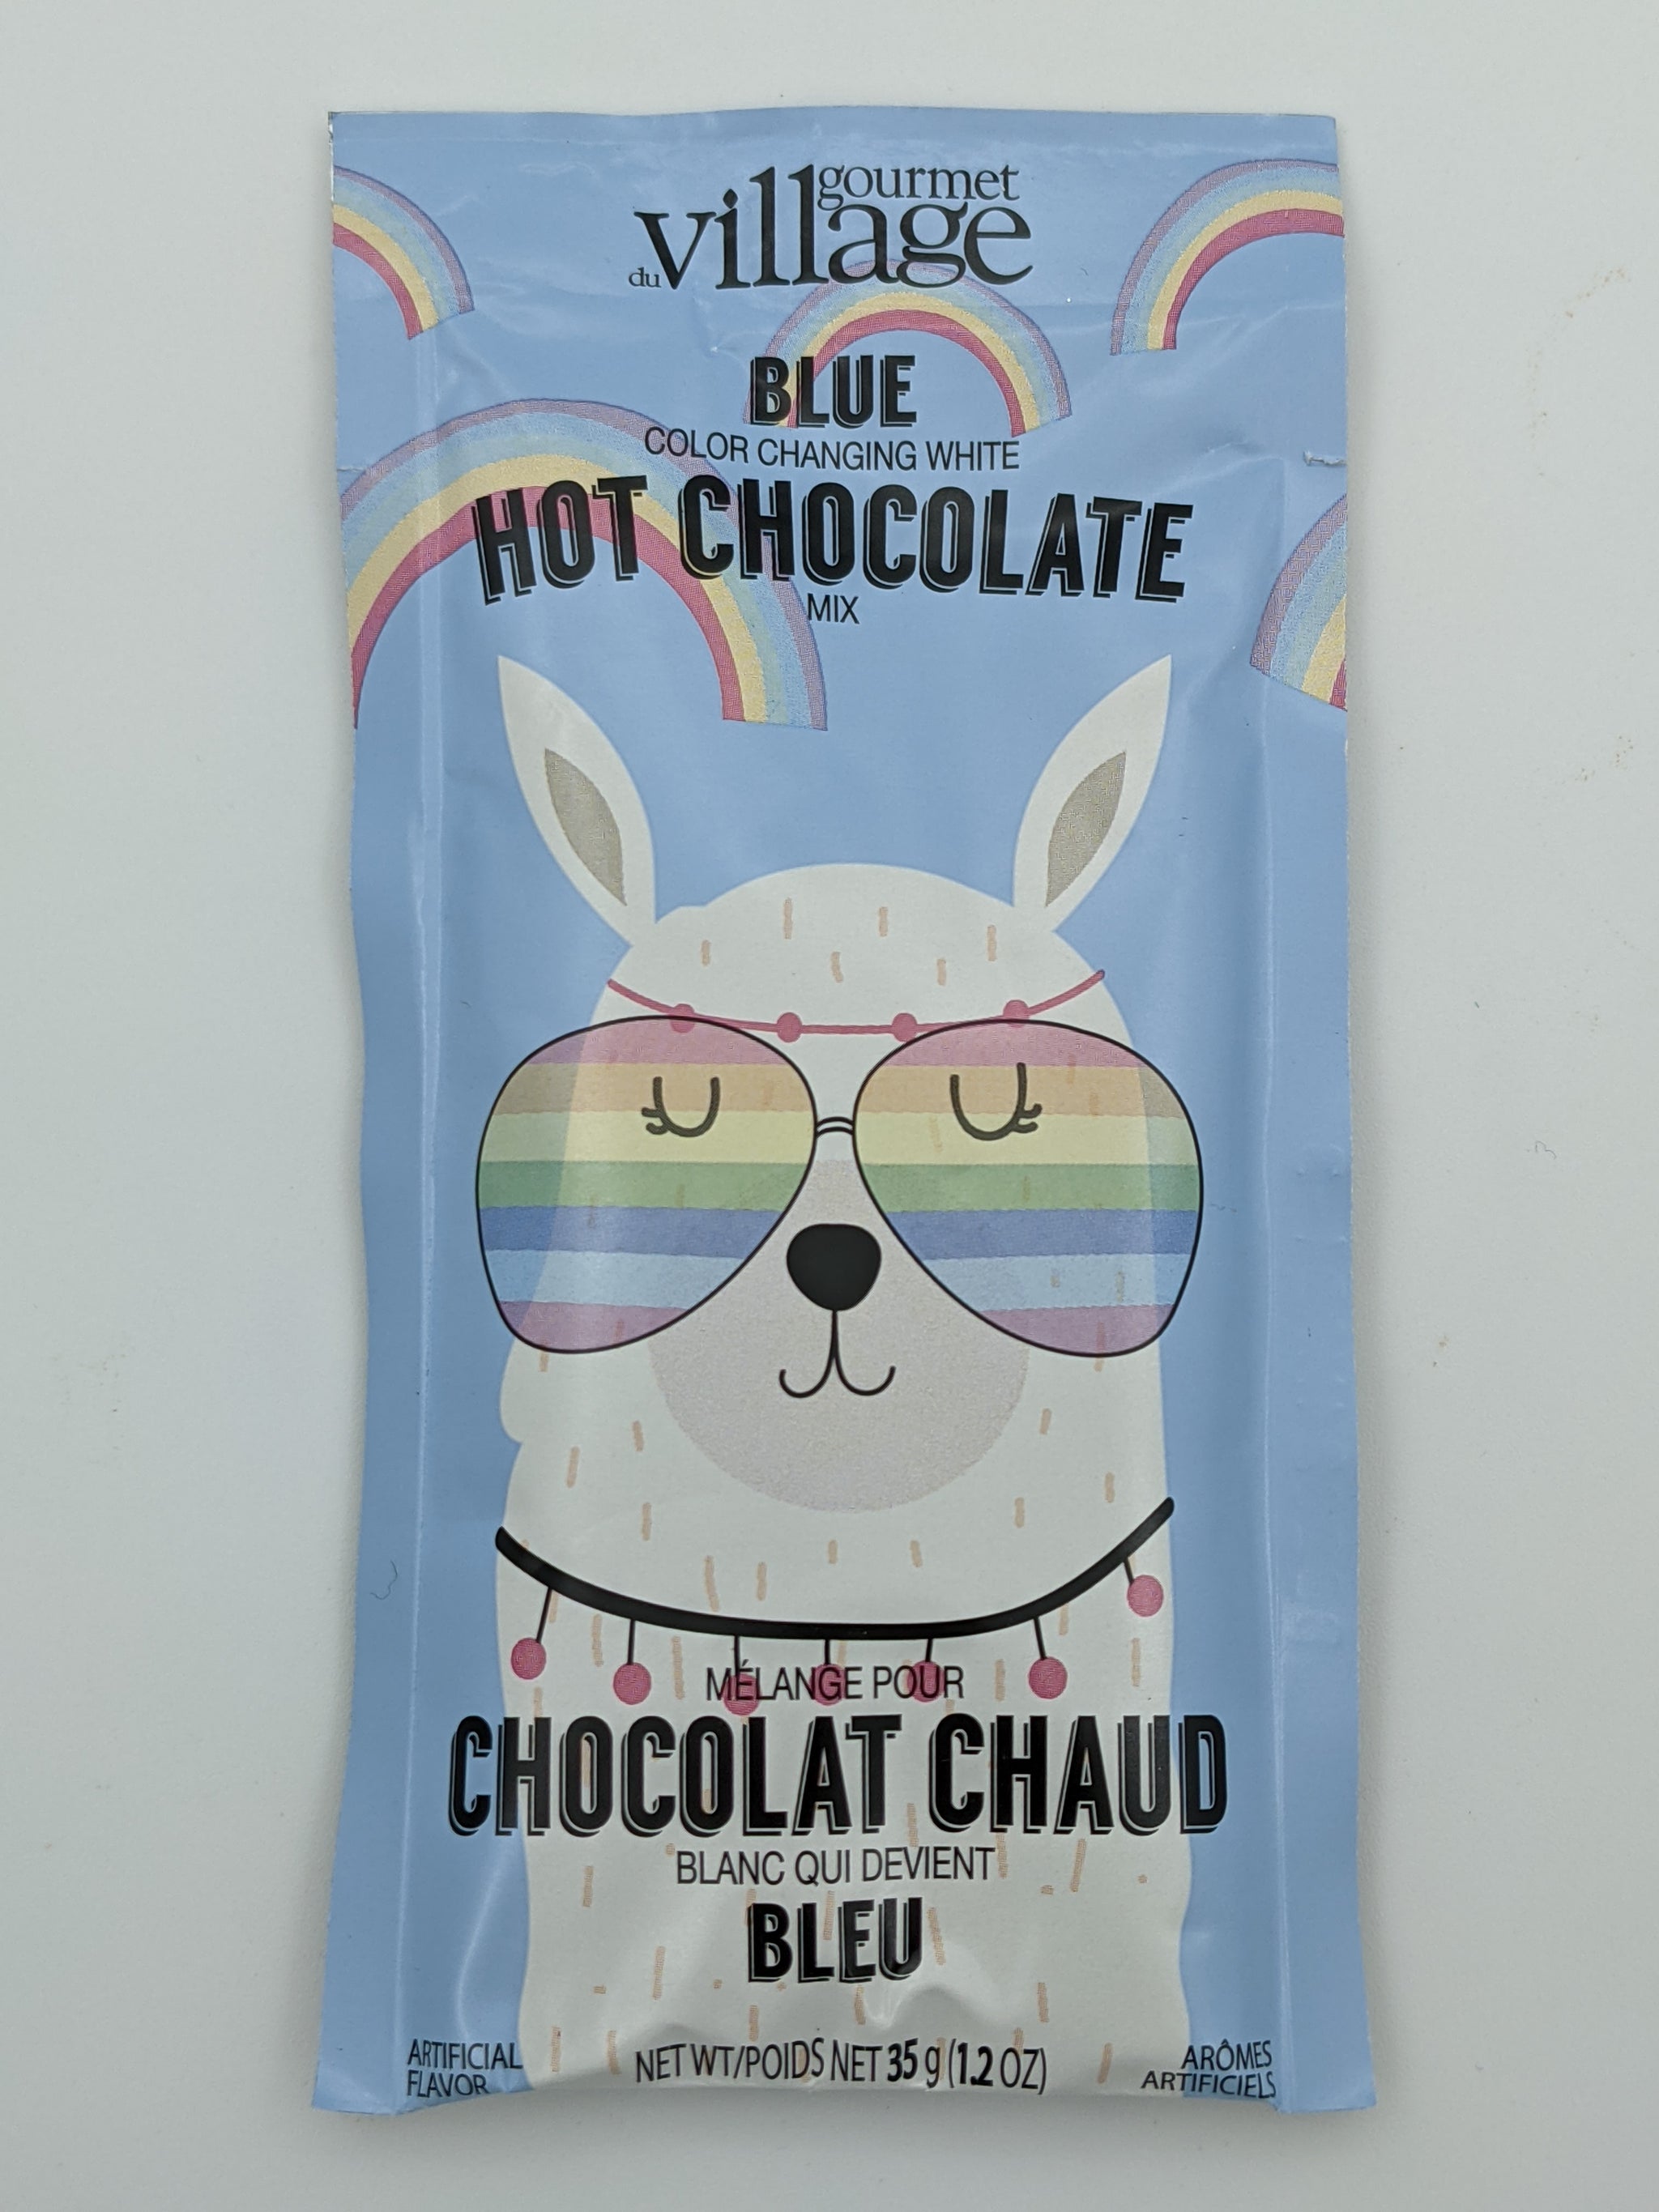 gourmet
du village
BLUE
COLOR CHANGING WHITE
HOT CHOCOLATE
MIX
MÉLANGE POUR
CHOCOLAT CHAUD
BLANC QUI DEVIENT
BLEU
ARTIFICIAL
FLAVOR
NET WT/POIDS NET 35 g (1.2 OZ)
ARÔMES
ARTIFICIELS